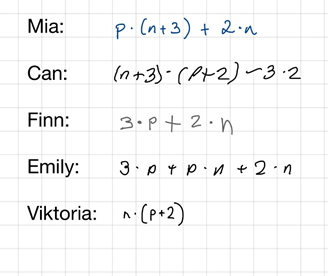 Mia: p·(n+3) + 2·n
Can: (n+3)·(p+2) - 3·2
Finn: 3·p + 2·n
Emily: 3·p + p·n + 2·n
Viktoria: n·(p+2)